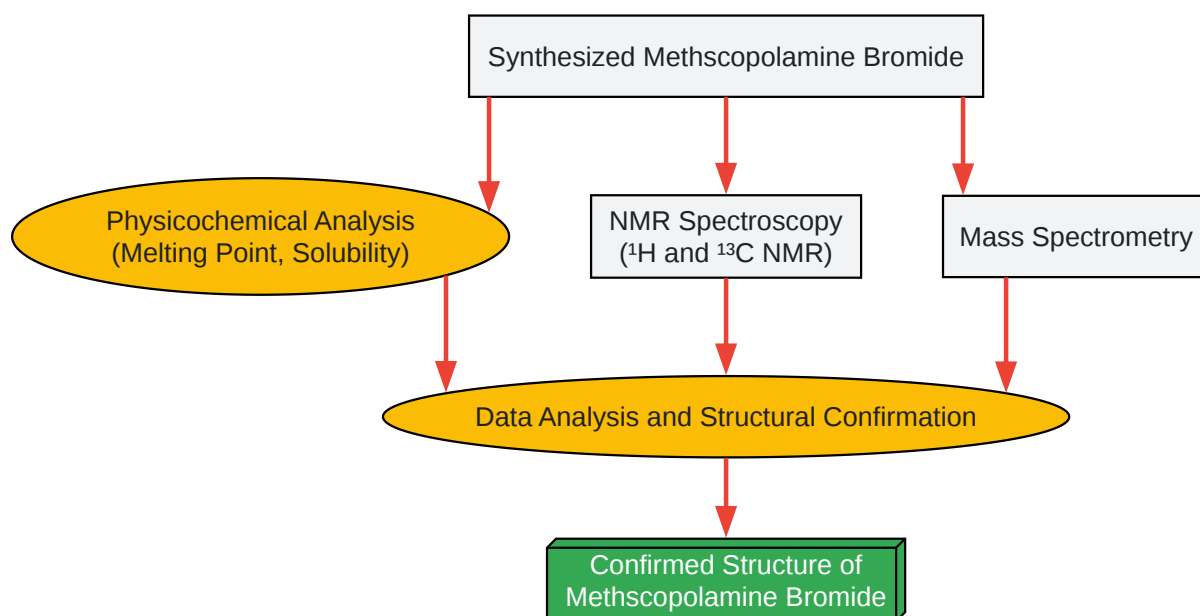 Synthesized Methscopolamine Bromide
Physicochemical Analysis
(Melting Point, Solubility)
NMR Spectroscopy
(¹H and ¹³C NMR)
Mass Spectrometry
Data Analysis and Structural Confirmation
Confirmed Structure of
Methscopolamine Bromide